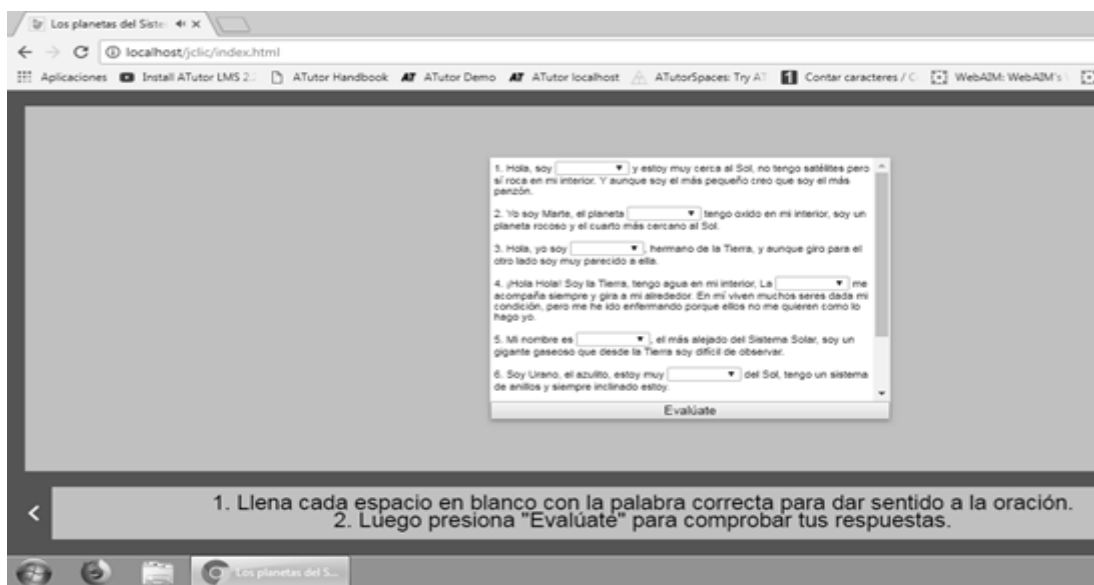 Los planetas del Siste
localhost/jclic/index.html
Aplicaciones Install ATutor LMS 2. ATutor Handbook AT ATutor Demo AT ATutor localhost ATutorSpaces: Try AT Contar caracteres / C WebAIM: WebAIM's
1. Hola, soy y estoy muy cerca al Sol, no tengo satélites pero
sí roca en mi interior. Y aunque soy el más pequeño creo que soy el más
panzón.
2. Yo soy Marte, el planeta tengo oxido en mi interior, soy un
planeta rocoso y el cuarto más cercano al Sol.
3. Hola, yo soy , hermano de la Tierra, y aunque giro para el
otro lado soy muy parecido a ella.
4. ¡Hola Hola! Soy la Tierra, tengo agua en mi interior, La me
acompaña siempre y gira a mi alrededor. En mí viven muchos seres dada mi
condición, pero me he ido enfermando porque ellos no me quieren como lo
hago yo.
5. Mi nombre es , el más alejado del Sistema Solar, soy un
gigante gaseoso que desde la Tierra soy difícil de observar.
6. Soy Urano, el azulito, estoy muy del Sol, tengo un sistema
de anillos y siempre inclinado estoy.
Evalúate
1. Llena cada espacio en blanco con la palabra correcta para dar sentido a la oración.
2. Luego presiona "Evalúate" para comprobar tus respuestas.
Los planetas del S...